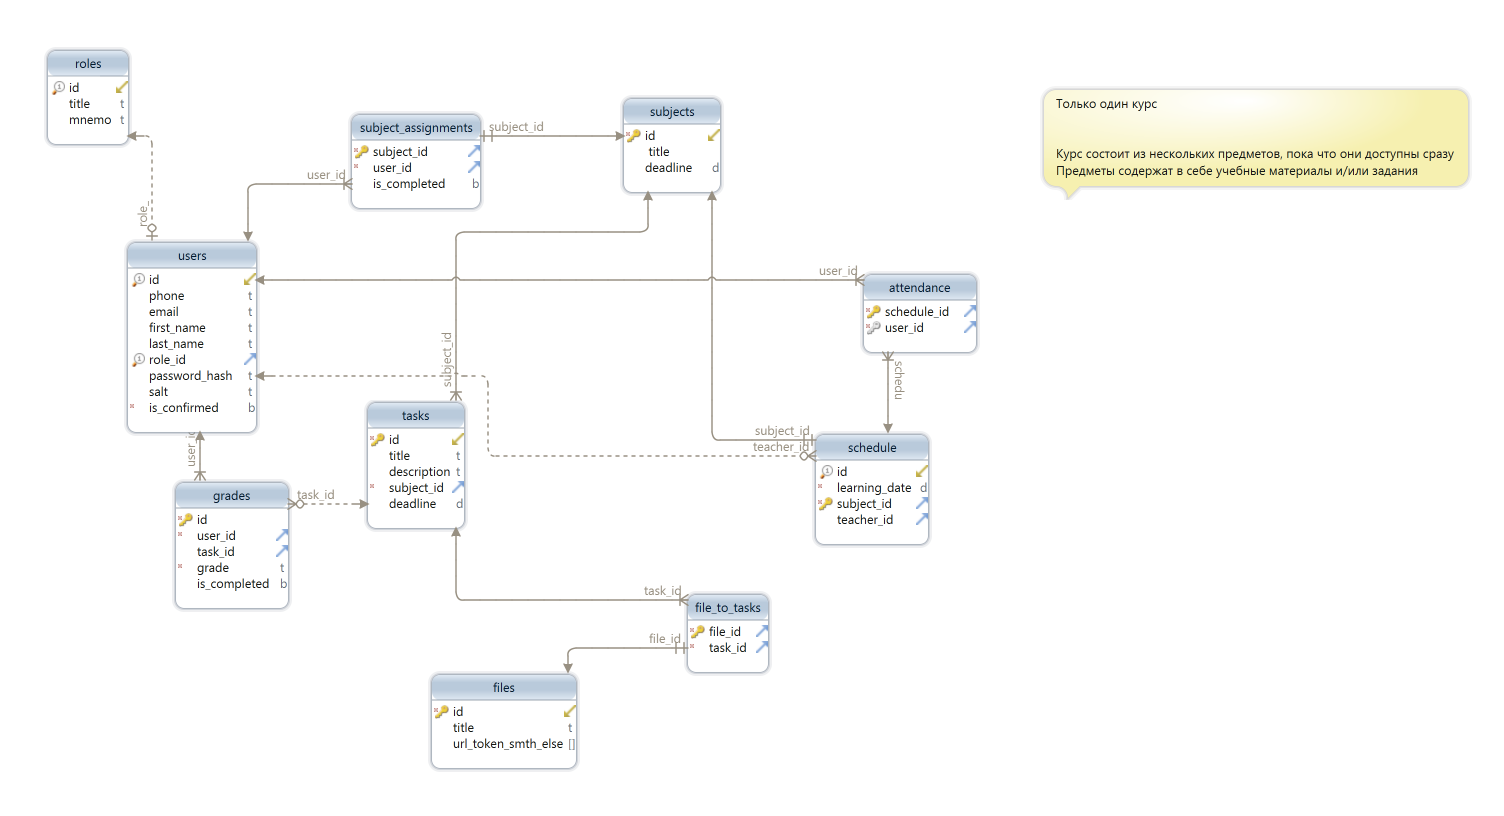 roles
id
title t
mnemo t
role_
subject_assignments
subject_id
user_id
is_completed b
subject_id
user_id
subjects
id
title
deadline d
Только один курс
Курс состоит из нескольких предметов, пока что они доступны сразу
Предметы содержат в себе учебные материалы и/или задания
users
id
phone t
email t
first_name t
last_name t
role_id
password_hash t
salt t
is_confirmed b
user_id
attendance
schedule_id
user_id
schedu
subject_id
tasks
id
title t
description t
subject_id
deadline d
subject_id
teacher_id
schedule
id
learning_date d
subject_id
teacher_id
user_id
grades
id
user_id
task_id
grade t
is_completed b
task_id
task_id
file_id
file_to_tasks
file_id
task_id
files
id
title t
url_token_smth_else []